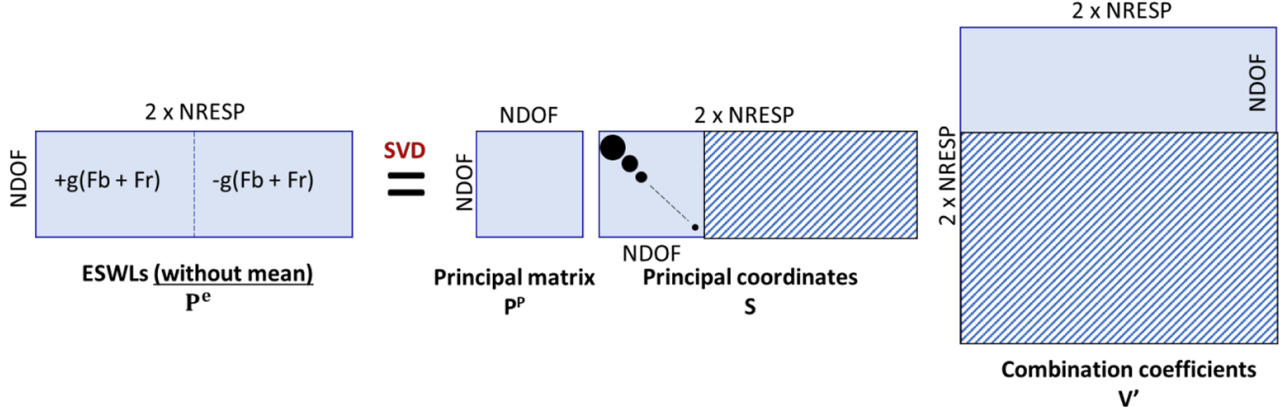 2 x NRESP
NDOF
+g(Fb + Fr)
-g(Fb + Fr)
ESWLs (without mean)
Pᵉ
SVD
=
NDOF
NDOF
Principal matrix
Pᴾ
2 x NRESP
NDOF
Principal coordinates
S
2 x NRESP
NDOF
2 x NRESP
Combination coefficients
V’